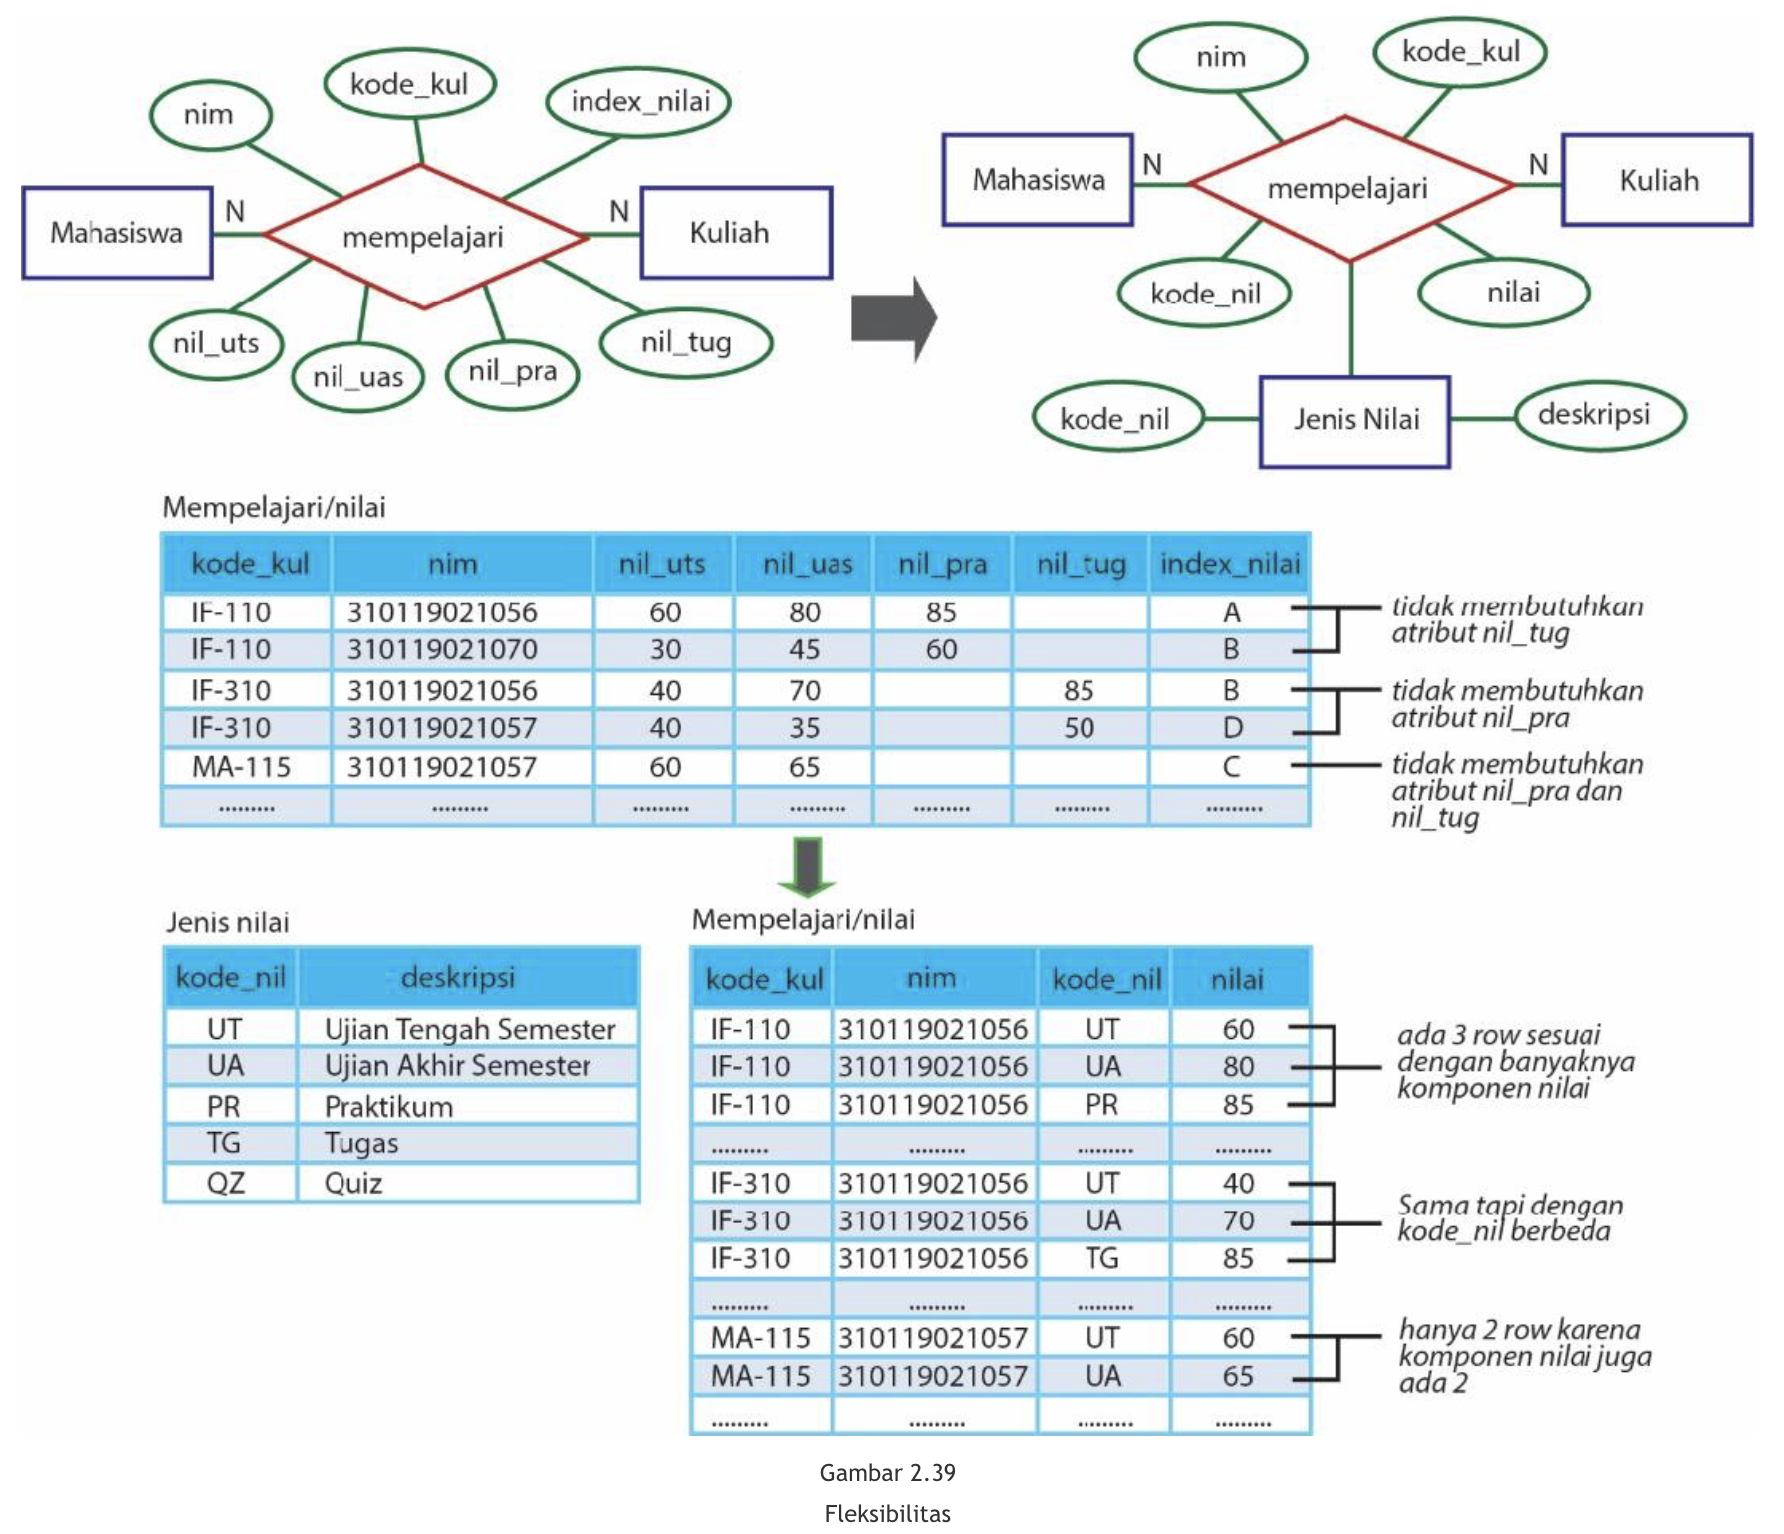 nim
kode_kul
index_nilai
Mahasiswa
N
mempelajari
N
Kuliah
nil_uts
nil_uas
nil_pra
nil_tug
nim
kode_kul
Mahasiswa
N
mempelajari
N
Kuliah
kode_nil
nilai
kode_nil
Jenis Nilai
deskripsi
Mempelajari/nilai
kode_kul nim nil_uts nil_uas nil_pra nil_tug index_nilai
IF-110 310119021056 60 80 85 A
IF-110 310119021070 30 45 60 B
IF-310 310119021056 40 70 85 B
IF-310 310119021057 40 35 50 D
MA-115 310119021057 60 65 C
......... ......... ......... ......... ......... ......... .........
tidak membutuhkan
atribut nil_tug
tidak membutuhkan
atribut nil_pra
tidak membutuhkan
atribut nil_pra dan
nil_tug
Jenis nilai
kode_nil deskripsi
UT Ujian Tengah Semester
UA Ujian Akhir Semester
PR Praktikum
TG Tugas
QZ Quiz
Mempelajari/nilai
kode_kul nim kode_nil nilai
IF-110 310119021056 UT 60
IF-110 310119021056 UA 80
IF-110 310119021056 PR 85
......... ......... ......... .........
IF-310 310119021056 UT 40
IF-310 310119021056 UA 70
IF-310 310119021056 TG 85
......... ......... ......... .........
MA-115 310119021057 UT 60
MA-115 310119021057 UA 65
......... ......... ......... .........
ada 3 row sesuai
dengan banyaknya
komponen nilai
Sama tapi dengan
kode_nil berbeda
hanya 2 row karena
komponen nilai juga
ada 2
Gambar 2.39
Fleksibilitas